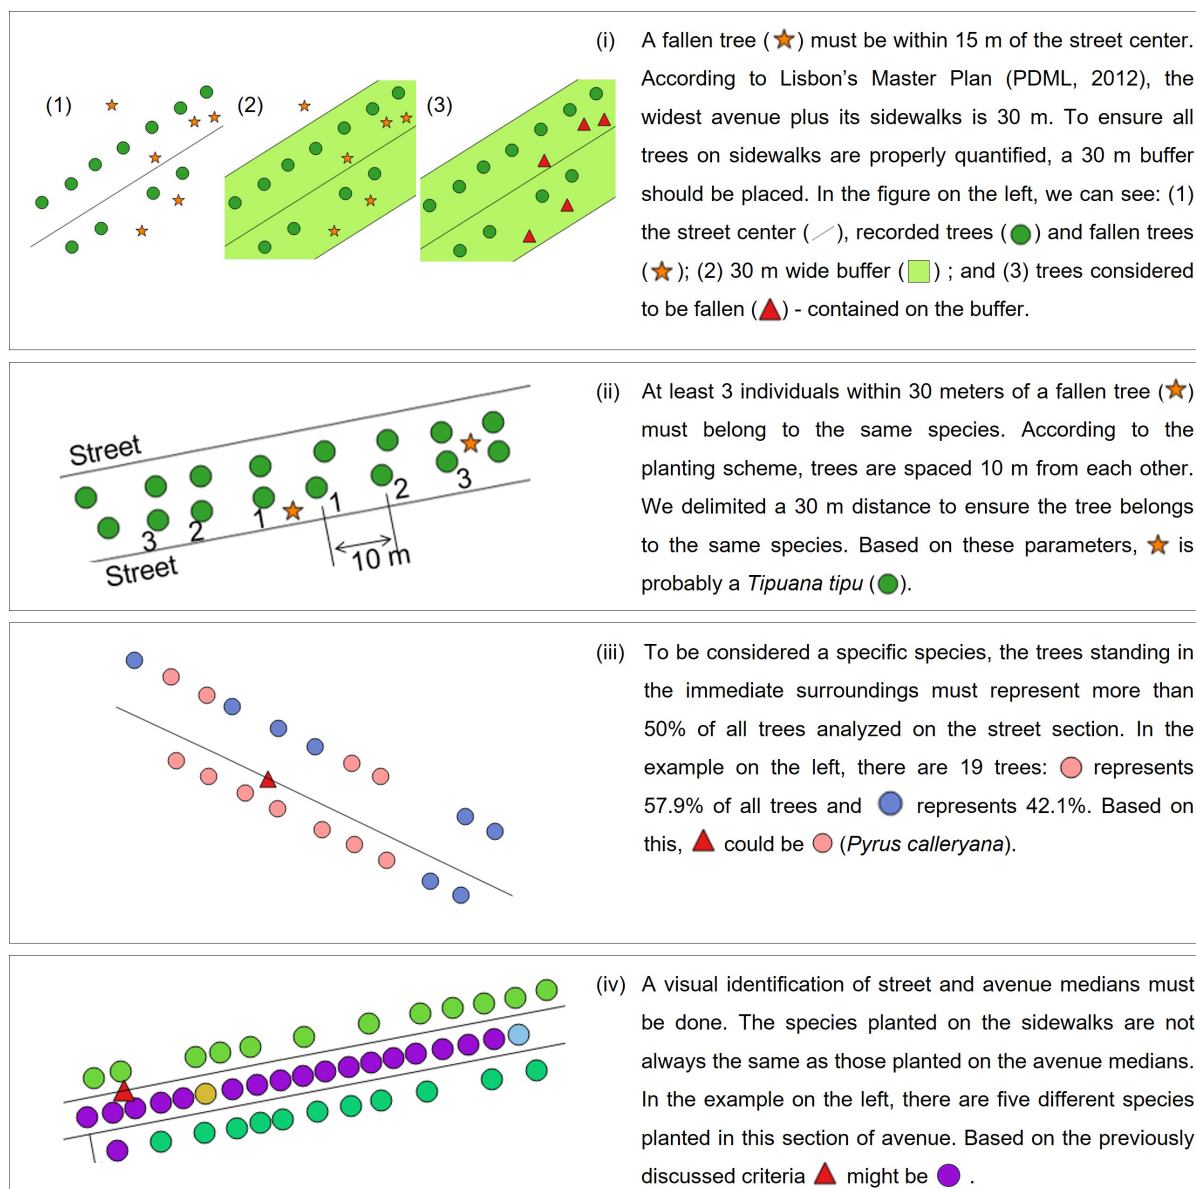 (1)
(2)
(3)
(i) A fallen tree ( ) must be within 15 m of the street center.
According to Lisbon’s Master Plan (PDML, 2012), the
widest avenue plus its sidewalks is 30 m. To ensure all
trees on sidewalks are properly quantified, a 30 m buffer
should be placed. In the figure on the left, we can see: (1)
the street center ( ), recorded trees ( ) and fallen trees
( ); (2) 30 m wide buffer ( ) ; and (3) trees considered
to be fallen ( ) - contained on the buffer.
Street
3
2
1
1
2
3
10 m
Street
(ii) At least 3 individuals within 30 meters of a fallen tree ( )
must belong to the same species. According to the
planting scheme, trees are spaced 10 m from each other.
We delimited a 30 m distance to ensure the tree belongs
to the same species. Based on these parameters, is
probably a Tipuana tipu ( ).
(iii) To be considered a specific species, the trees standing in
the immediate surroundings must represent more than
50% of all trees analyzed on the street section. In the
example on the left, there are 19 trees: represents
57.9% of all trees and represents 42.1%. Based on
this, could be (Pyrus calleryana).
(iv) A visual identification of street and avenue medians must
be done. The species planted on the sidewalks are not
always the same as those planted on the avenue medians.
In the example on the left, there are five different species
planted in this section of avenue. Based on the previously
discussed criteria might be .